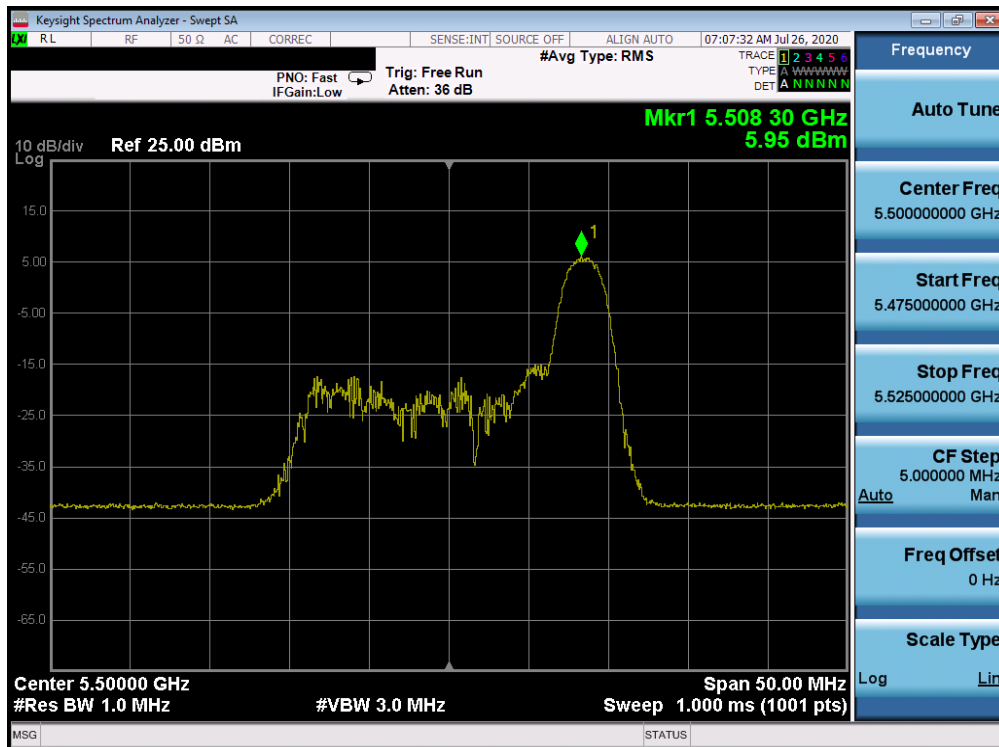 Keysight Spectrum Analyzer - Swept SA
LXI RL RF 50 Ω AC CORREC SENSE:INT SOURCE OFF ALIGN AUTO 07:07:32 AM Jul 26, 2020
#Avg Type: RMS
TRACE 1 2 3 4 5 6
PNO: Fast Trig: Free Run
TYPE A WWWWW
IFGain:Low Atten: 36 dB
DET A N N N N N
Mkr1 5.508 30 GHz
5.95 dBm
10 dB/div Ref 25.00 dBm
Log
1
15.0
5.00
-5.00
-15.0
-25.0
-35.0
-45.0
-55.0
-65.0
Center 5.50000 GHz Span 50.00 MHz
#Res BW 1.0 MHz #VBW 3.0 MHz Sweep 1.000 ms (1001 pts)
MSG STATUS
Frequency
Auto Tune
Center Freq
5.500000000 GHz
Start Freq
5.475000000 GHz
Stop Freq
5.525000000 GHz
CF Step
5.000000 MHz
Auto Man
Freq Offset
0 Hz
Scale Type
Log Lin